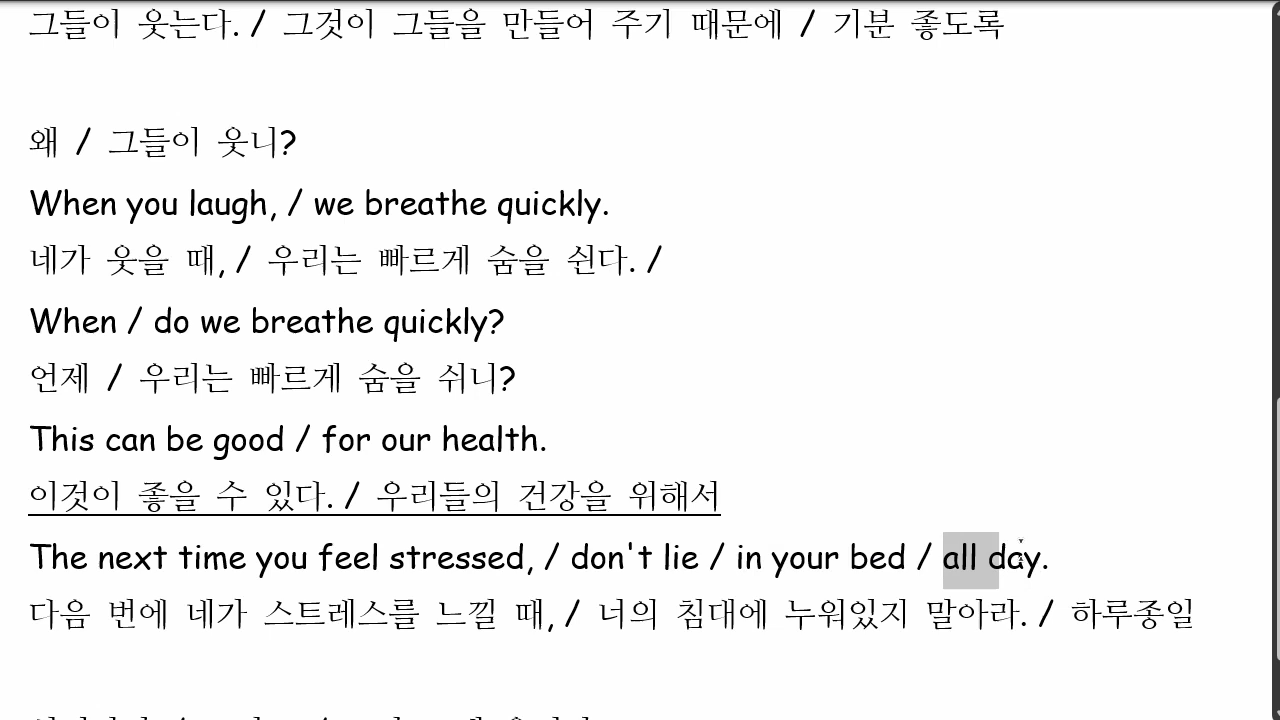 그들이 웃는다. / 그것이 그들을 만들어 주기 때문에 / 기분 좋도록
왜 / 그들이 웃니?
When you laugh, / we breathe quickly.
네가 웃을 때, / 우리는 빠르게 숨을 쉰다. /
When / do we breathe quickly?
언제 / 우리는 빠르게 숨을 쉬니?
This can be good / for our health.
이것이 좋을 수 있다. / 우리들의 건강을 위해서
The next time you feel stressed, / don't lie / in your bed / all day.
다음 번에 네가 스트레스를 느낄 때, / 너의 침대에 누워있지 말아라. / 하루종일